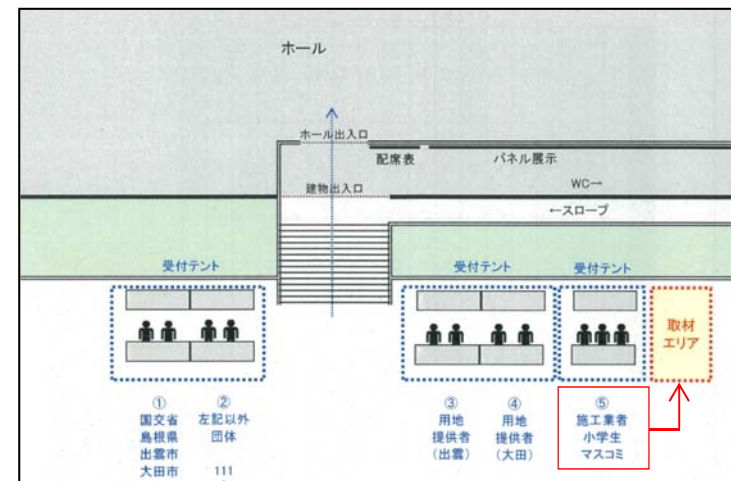 ホール
ホール出入口
配席表
パネル展示
建物出入口
WC→
←スロープ
受付テント
受付テント
受付テント
取材
エリア
①
国交省
島根県
出雲市
大田市
②
左記以外
団体
111
③
用地
提供者
(出雲)
④
用地
提供者
(大田)
⑤
施工業者
小学生
マスコミ